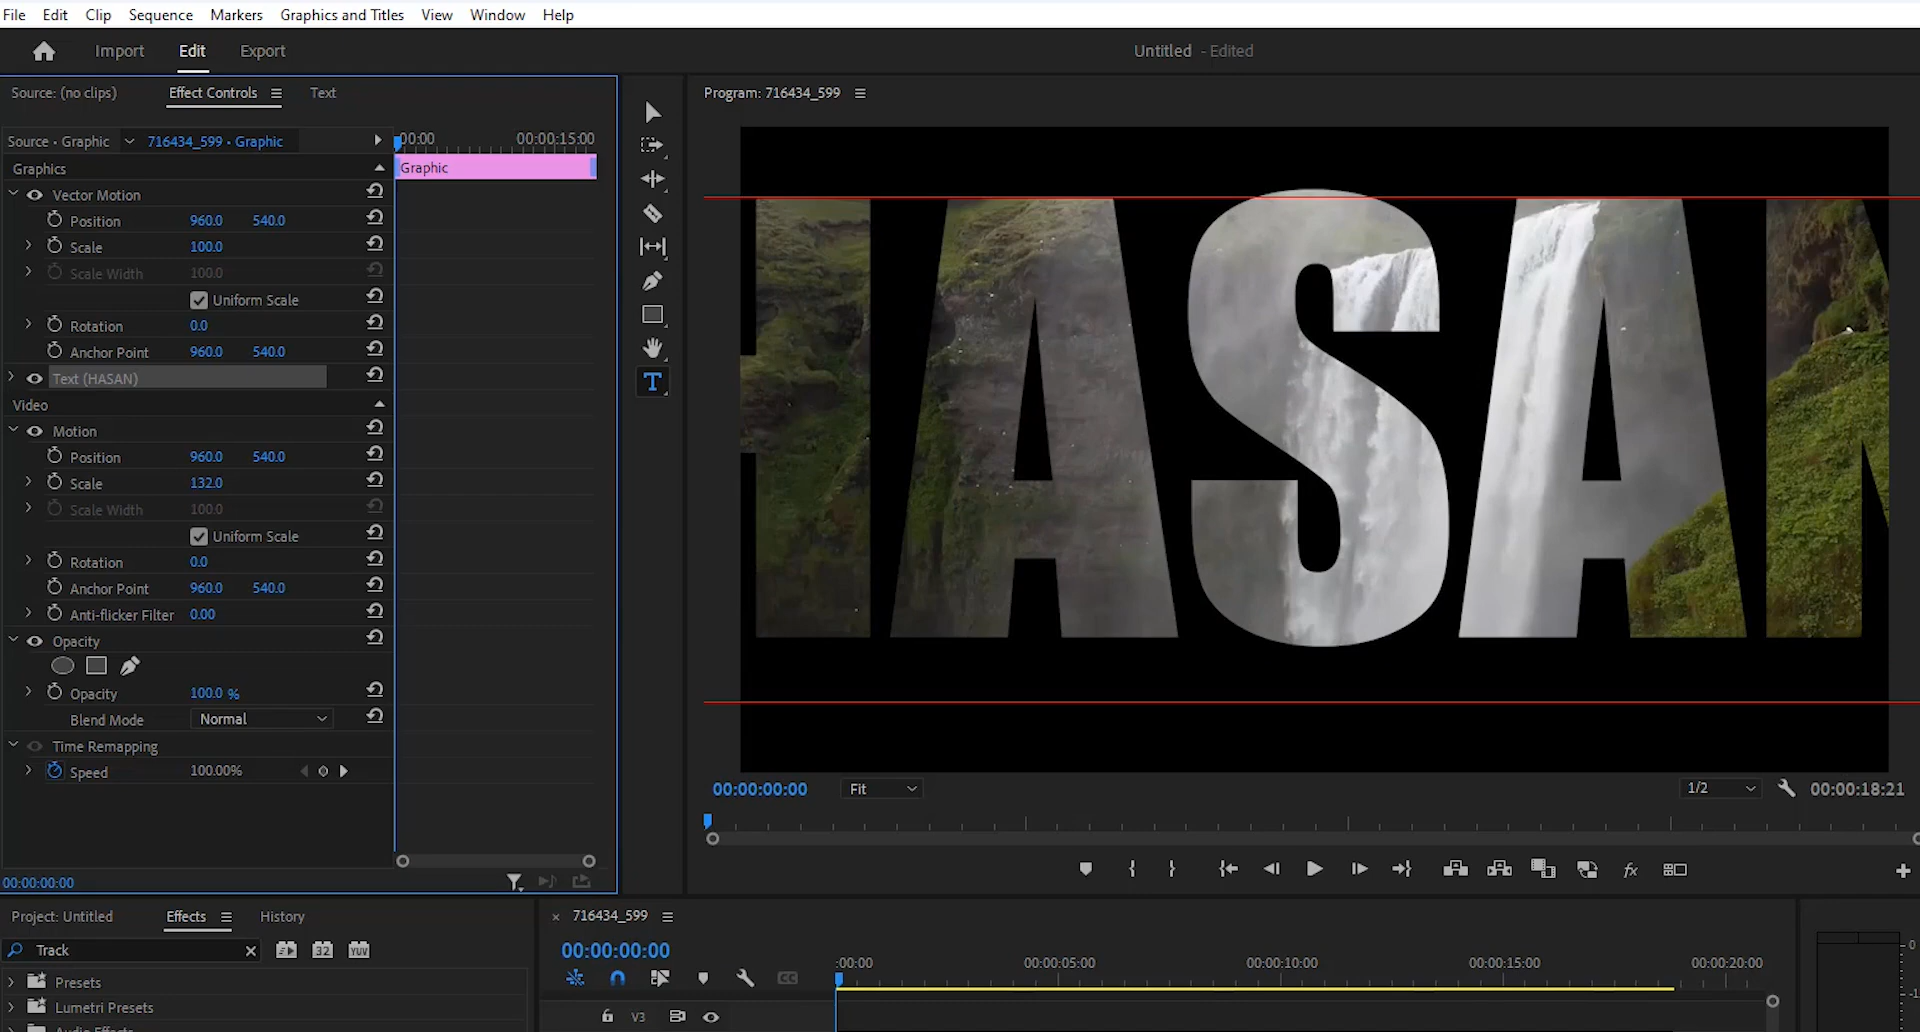 File Edit Clip Sequence Markers Graphics and Titles View Window Help
Import Edit Export Untitled - Edited
Source: (no clips) Effect Controls Text
Program: 716434_599
Source • Graphic 716434_599 • Graphic :00:00 00:00:15:00
Graphics
Graphic
Vector Motion
Position 960.0 540.0
Scale 100.0
Scale Width 100.0
Uniform Scale
Rotation 0.0
Anchor Point 960.0 540.0
Text (HASAN)
Video
Motion
Position 960.0 540.0
Scale 132.0
Scale Width 100.0
Uniform Scale
Rotation 0.0
Anchor Point 960.0 540.0
Anti-flicker Filter 0.00
Opacity
Opacity 100.0 %
Blend Mode Normal
Time Remapping
Speed 100.00%
00:00:00:00
HASAN
00:00:00:00 Fit 1/2 00:00:18:21
fx
Project: Untitled Effects History
Track 32 YUV
Presets
Lumetri Presets
Audio Effects
× 716434_599
00:00:00:00
CC
:00:00 00:00:05:00 00:00:10:00 00:00:15:00 00:00:20:00
V3
0